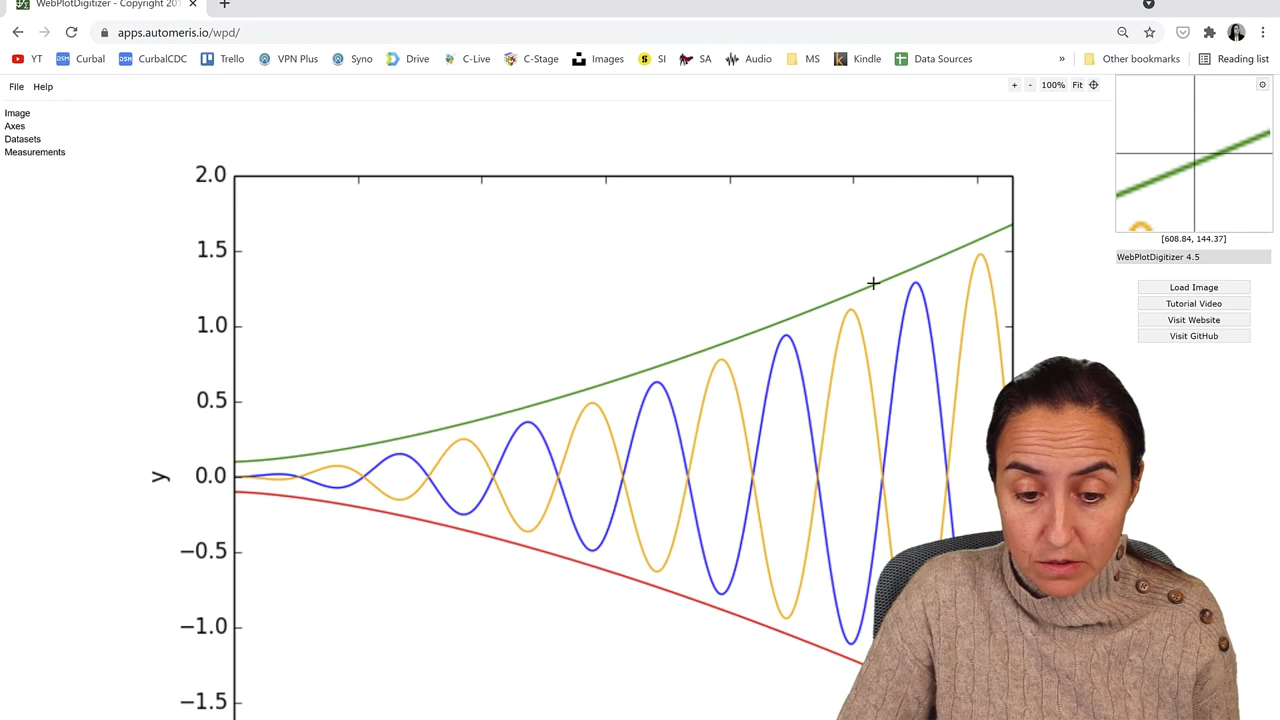 WebPlotDigitizer - Copyright 201
apps.automeris.io/wpd/
YT Curbal CurbalCDC Trello VPN Plus Syno Drive C-Live C-Stage Images SI SA Audio MS Kindle Data Sources » Other bookmarks Reading list
File Help + - 100% Fit
Image
Axes
Datasets
Measurements
2.0
1.5
1.0
0.5
0.0
−0.5
−1.0
−1.5
y
[608.84, 144.37]
WebPlotDigitizer 4.5
Load Image
Tutorial Video
Visit Website
Visit GitHub